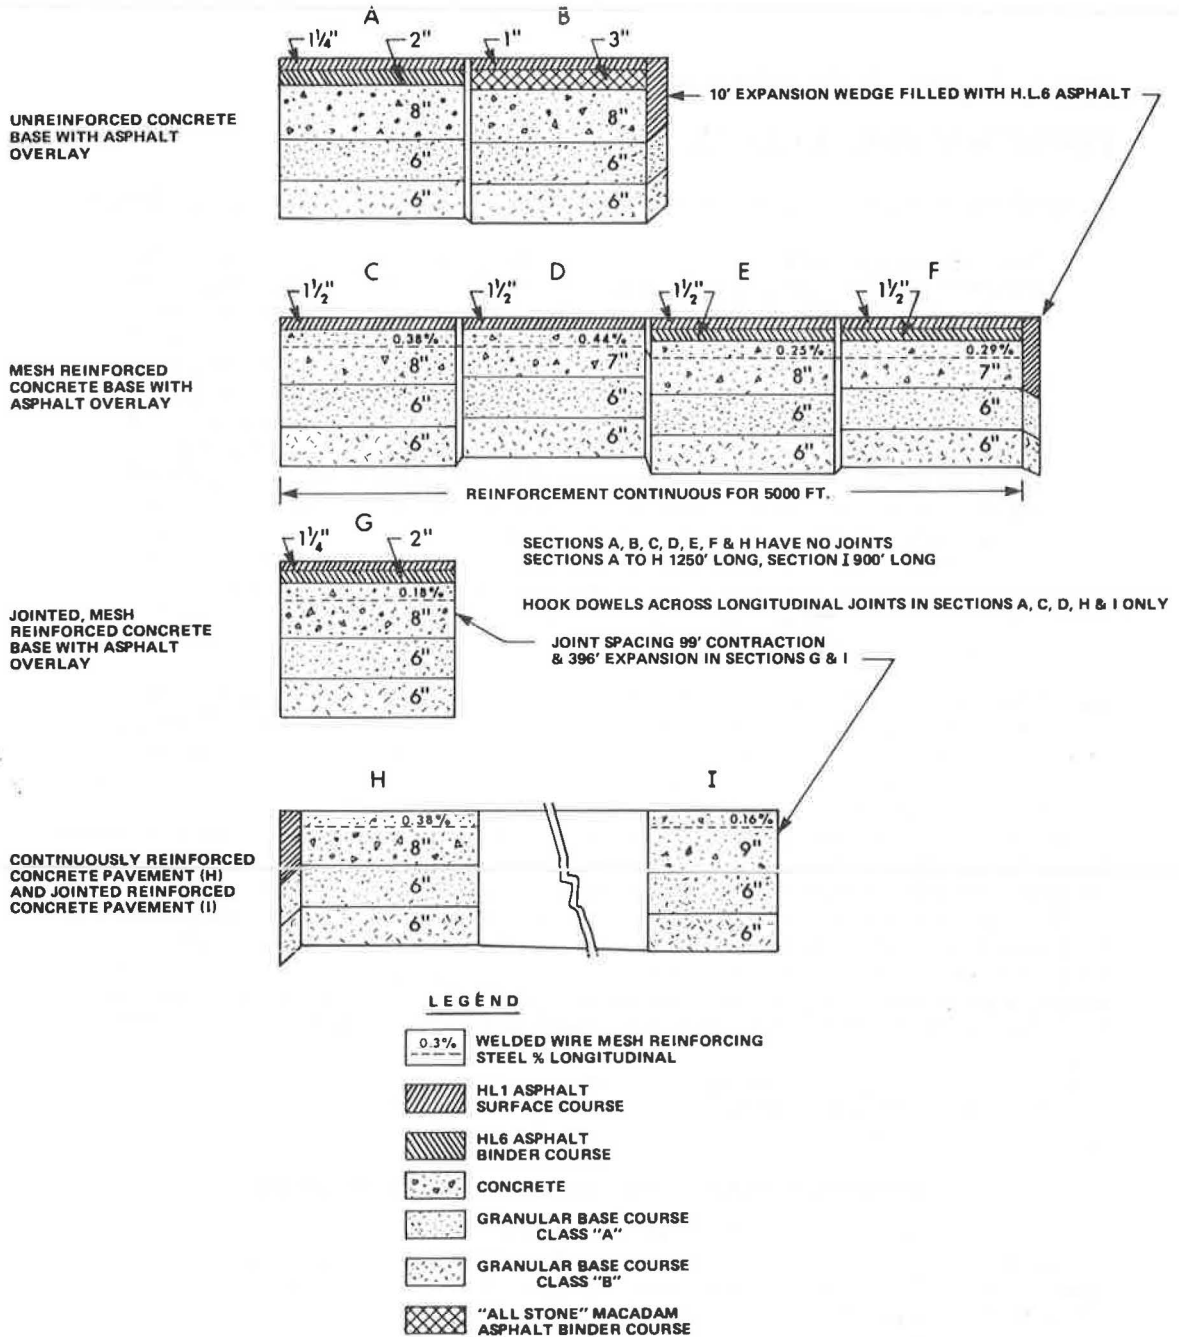 A B
1¼" 2" 1" 3"
10' EXPANSION WEDGE FILLED WITH H.L.6 ASPHALT
UNREINFORCED CONCRETE
BASE WITH ASPHALT
OVERLAY
8" 8"
6" 6"
6" 6"
C D E F
1½" 1½" 1½" 1½"
MESH REINFORCED
CONCRETE BASE WITH
ASPHALT OVERLAY
0.38% 0.44% 0.25% 0.29%
8" 7" 8" 7"
6" 6" 6" 6"
6" 6" 6" 6"
REINFORCEMENT CONTINUOUS FOR 5000 FT.
G
1¼" 2"
SECTIONS A, B, C, D, E, F & H HAVE NO JOINTS
SECTIONS A TO H 1250' LONG, SECTION I 900' LONG
HOOK DOWELS ACROSS LONGITUDINAL JOINTS IN SECTIONS A, C, D, H & I ONLY
JOINT SPACING 99' CONTRACTION
& 396' EXPANSION IN SECTIONS G & I
JOINTED, MESH
REINFORCED CONCRETE
BASE WITH ASPHALT
OVERLAY
0.18%
8"
6"
6"
H I
CONTINUOUSLY REINFORCED
CONCRETE PAVEMENT (H)
AND JOINTED REINFORCED
CONCRETE PAVEMENT (I)
0.38% 0.16%
8" 9"
6" 6"
6" 6"
LEGEND
0.3% WELDED WIRE MESH REINFORCING
STEEL % LONGITUDINAL
HL1 ASPHALT
SURFACE COURSE
HL6 ASPHALT
BINDER COURSE
CONCRETE
GRANULAR BASE COURSE
CLASS "A"
GRANULAR BASE COURSE
CLASS "B"
"ALL STONE" MACADAM
ASPHALT BINDER COURSE